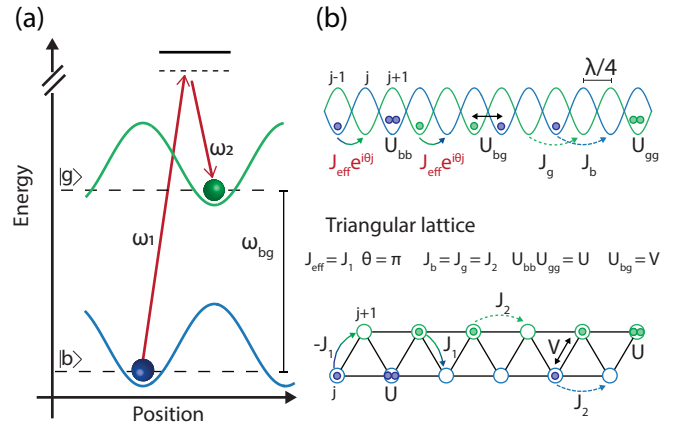 (a)
Energy
|g>
|b>
ω1
ω2
ωbg
Position
(b)
j-1 j j+1
λ/4
Jeffe^iθj Ubb Jeffe^iθj Ubg Jg Jb Ugg
Triangular lattice
Jeff = J1 θ = π Jb = Jg = J2 UbbUgg = U Ubg = V
j+1
J2
-J1 J1 V U
j U J2